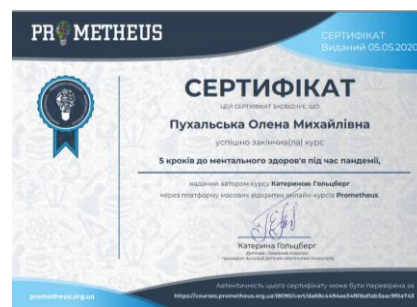 PROMETHEUS
СЕРТИФІКАТ
Виданий 05.05.2020
СЕРТИФІКАТ
ЦЕЙ СЕРТИФІКАТ ЗАСВІДЧУЄ, ЩО
Пухальська Олена Михайлівна
успішно закінчив(ла) курс
5 кроків до ментального здоров'я під час пандемії,
наданий автором курсу Катериною Гольцберг
через платформу масових відкритих онлайн-курсів Prometheus.
Катерина Гольцберг
Автентичність цього сертифікату може бути перевірена за
prometheus.org.ua